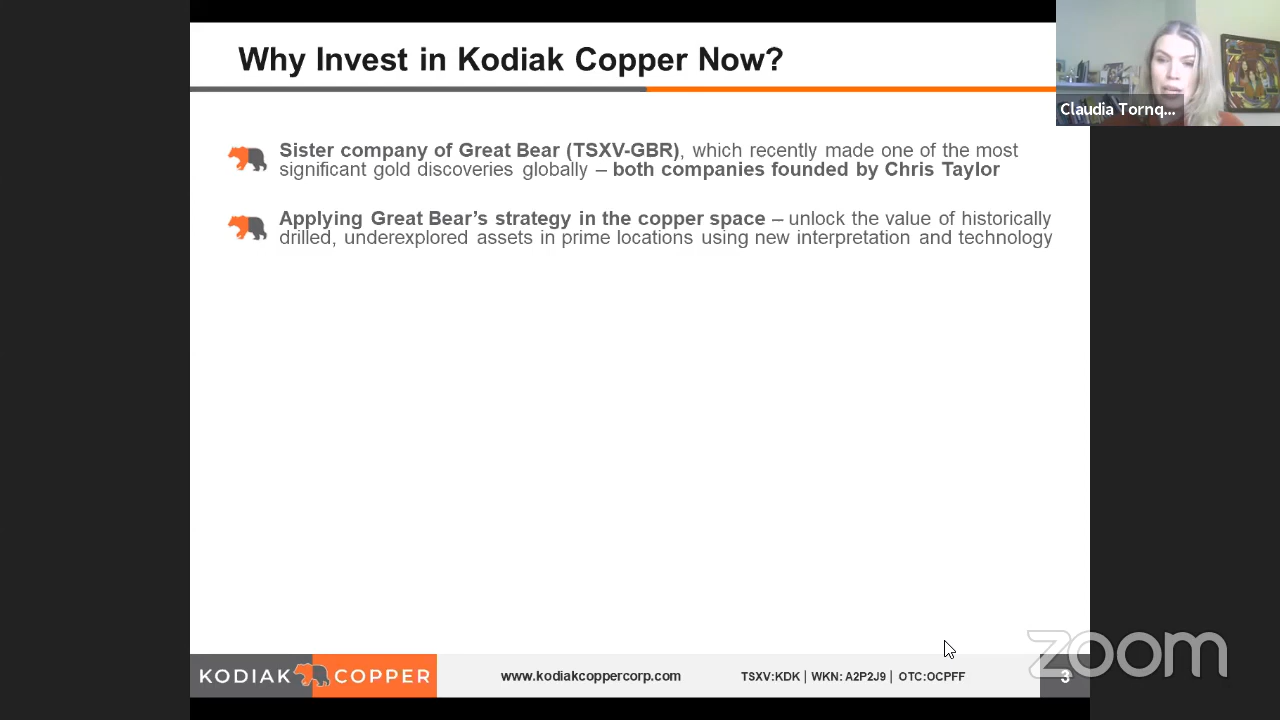 Why Invest in Kodiak Copper Now?
Claudia Tornq...
Sister company of Great Bear (TSXV-GBR), which recently made one of the most
significant gold discoveries globally – both companies founded by Chris Taylor
Applying Great Bear's strategy in the copper space – unlock the value of historically
drilled, underexplored assets in prime locations using new interpretation and technology
KODIAK COPPER
www.kodiakcoppercorp.com
TSXV:KDK | WKN: A2P2J9 | OTC:OCPFF
3
zoom